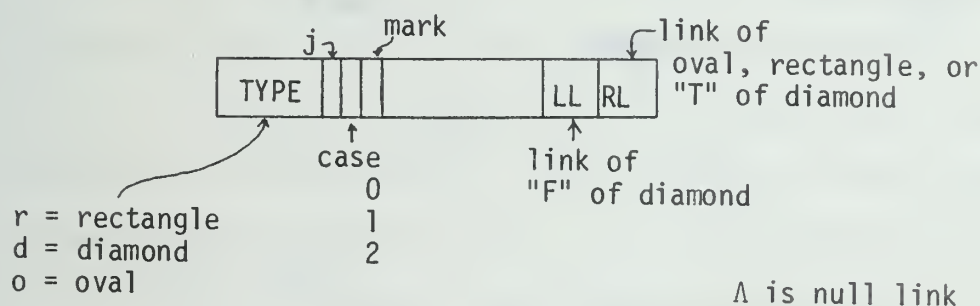 mark
j
link of
oval, rectangle, or
"T" of diamond
TYPE
LL
RL
case
0
1
2
link of
"F" of diamond
r = rectangle
d = diamond
o = oval
Λ is null link